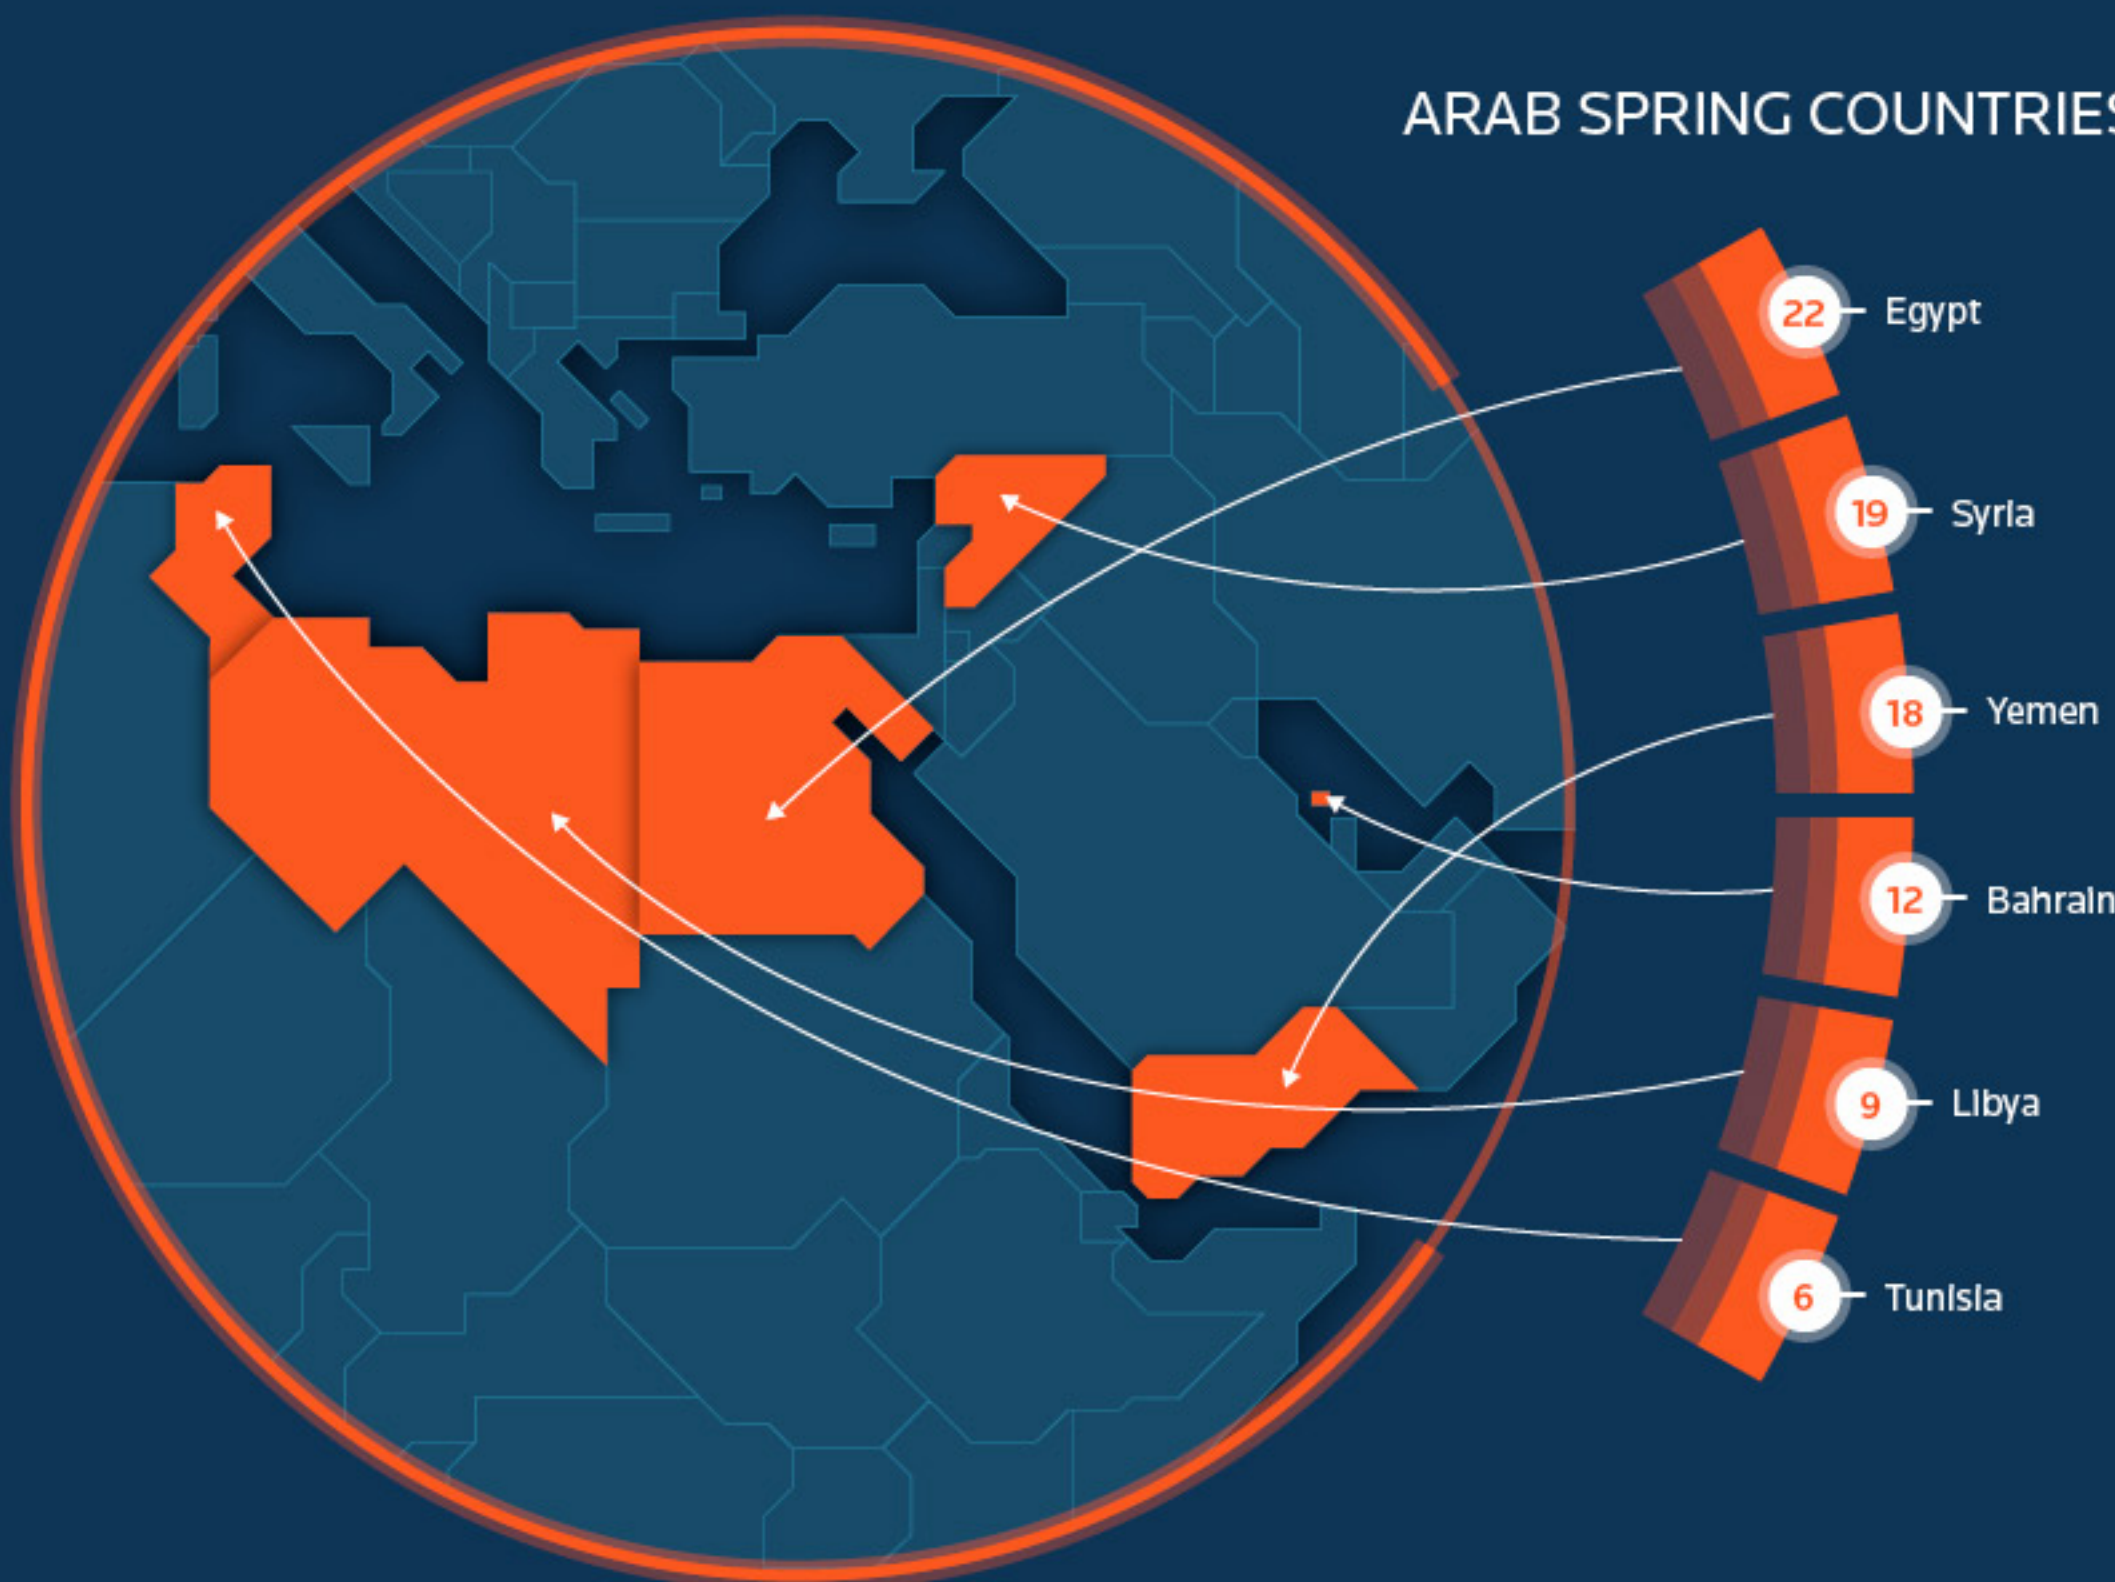 ARAB SPRING COUNTRIES
22 Egypt
19 Syria
18 Yemen
12 Bahrain
9 Libya
6 Tunisia